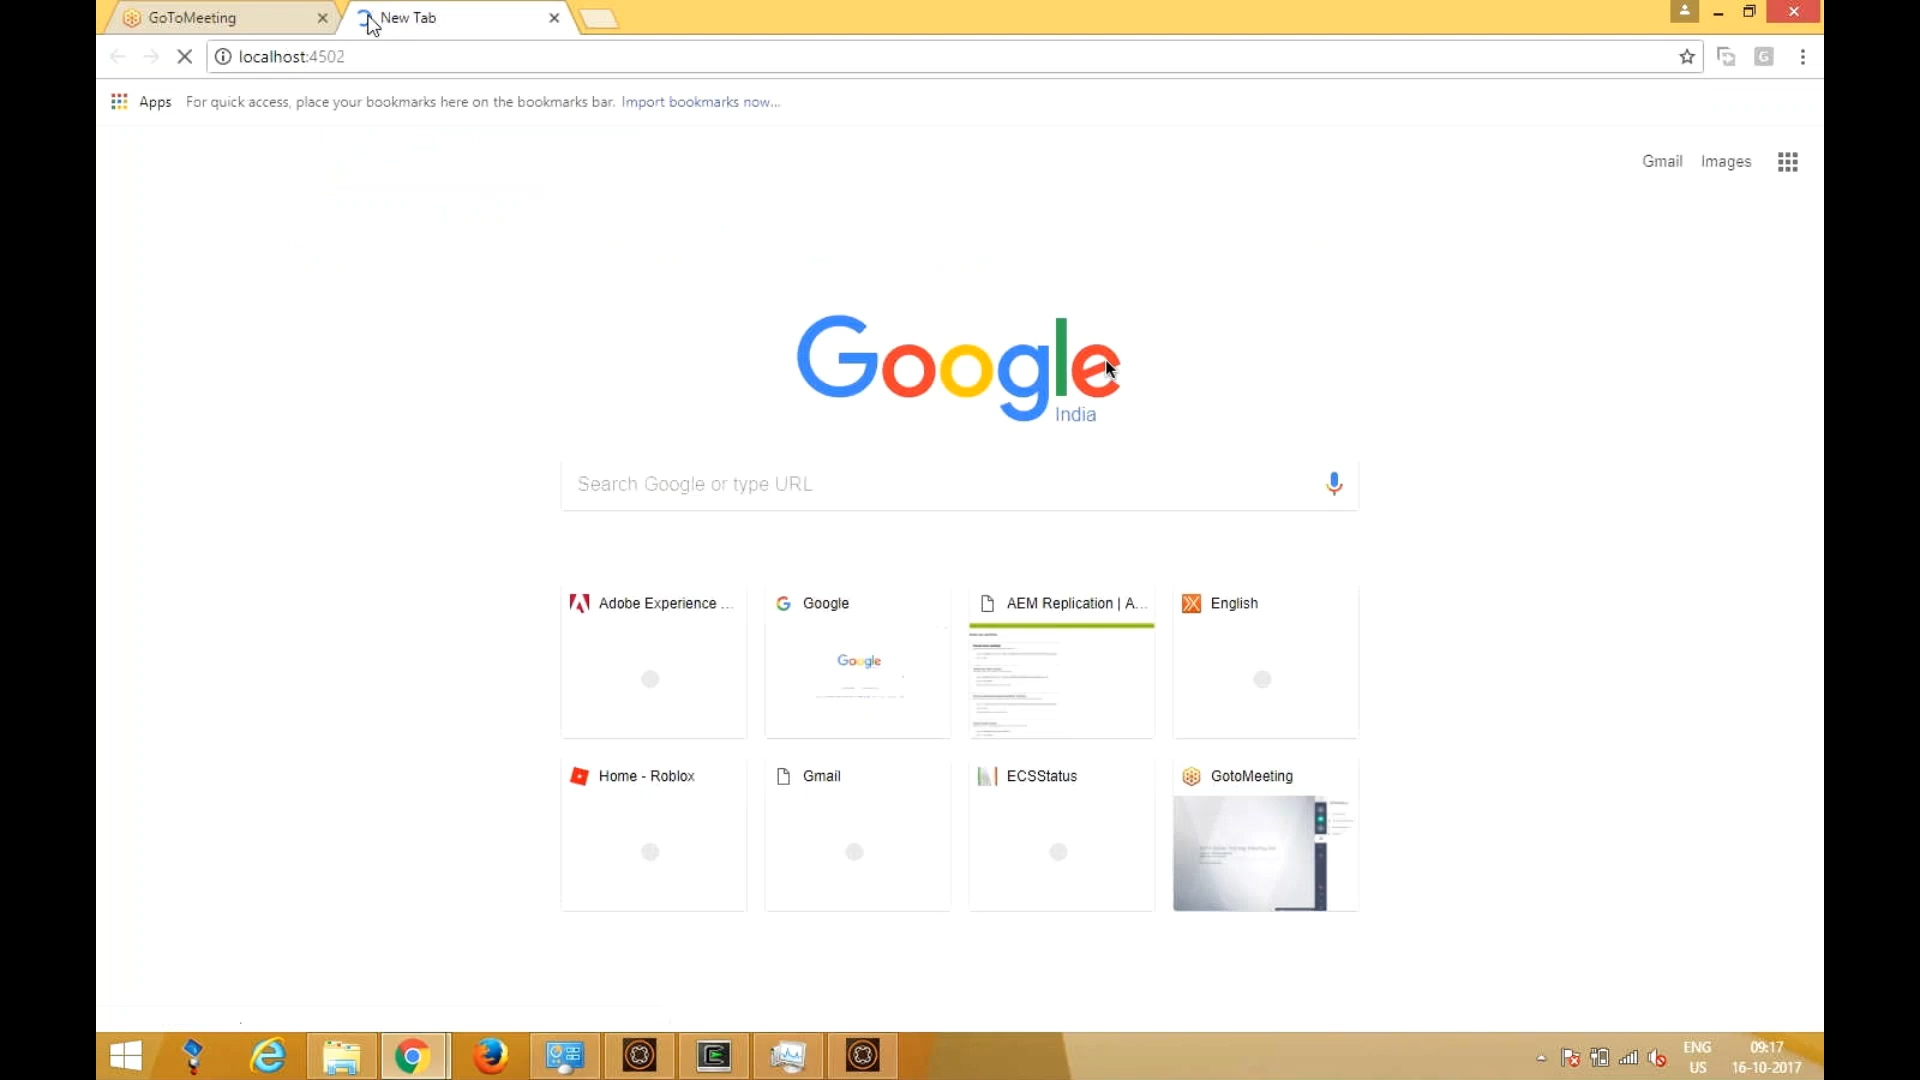 GoToMeeting
New Tab
localhost:4502
Apps For quick access, place your bookmarks here on the bookmarks bar. Import bookmarks now...
Gmail Images
Google
India
Search Google or type URL
Adobe Experience ...
Google
AEM Replication | A...
English
Google
Home - Roblox
Gmail
ECSStatus
GotoMeeting
ENG 09:17
US 16-10-2017